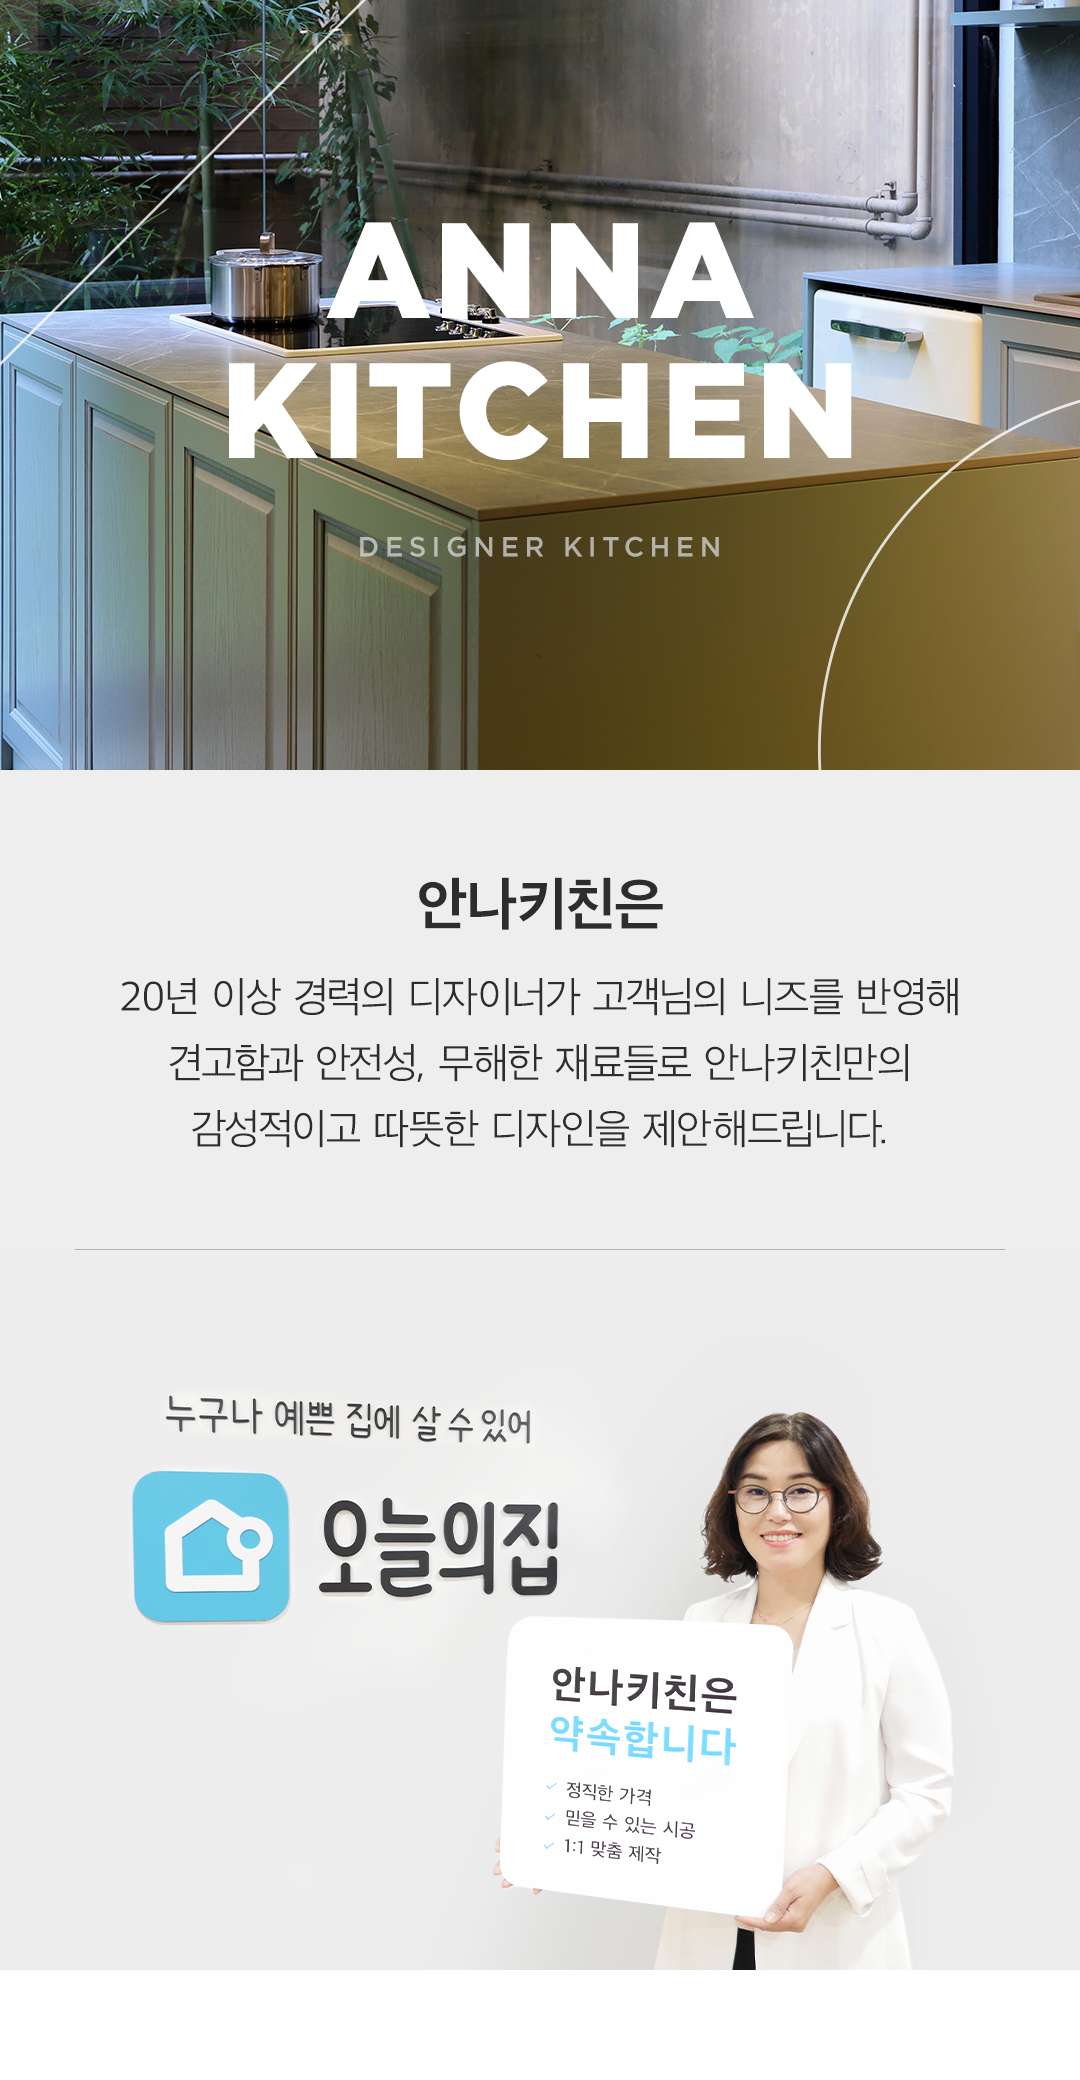 ANNA
KITCHEN
DESIGNER KITCHEN
안나키친은
20년 이상 경력의 디자이너가 고객님의 니즈를 반영해
견고함과 안전성, 무해한 재료들로 안나키친만의
감성적이고 따뜻한 디자인을 제안해드립니다.
누구나 예쁜 집에 살 수 있어
오늘의집
안나키친은
약속합니다
정직한 가격
믿을 수 있는 시공
1:1 맞춤 제작